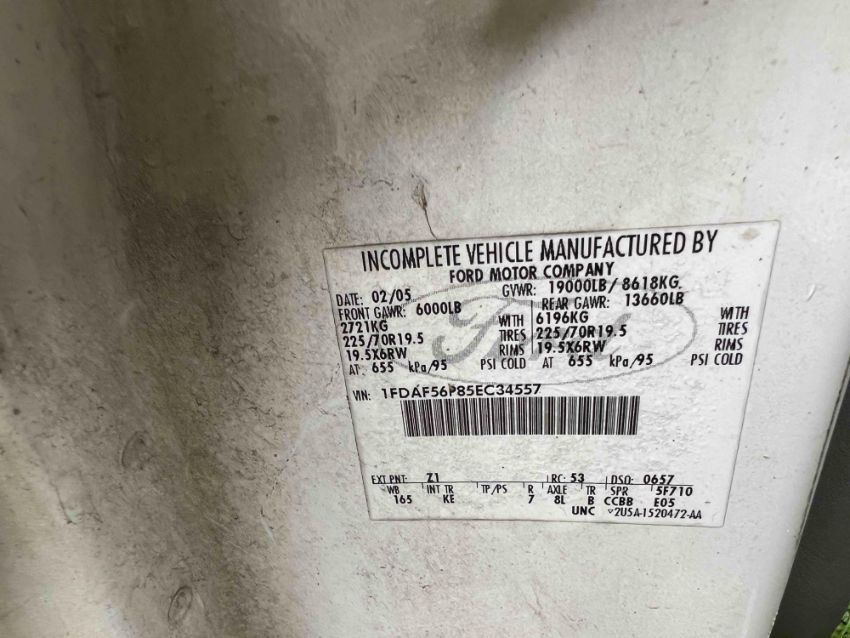 INCOMPLETE VEHICLE MANUFACTURED BY
FORD MOTOR COMPANY
DATE: 02/05 GVWR: 19000LB/ 8618KG.
FRONT GAWR: 6000LB REAR GAWR: 13660LB
2721KG WITH 6196KG WITH
225/70R19.5 TIRES 225/70R19.5 TIRES
19.5X6RW RIMS 19.5X6RW RIMS
AT 655 kPa/95 PSI COLD AT 655 kPa/95 PSI COLD
VIN: 1FDAF56P85EC34557
EXT PNT: Z1 RC: 53 DSO: 0657
WB INT TR TP/PS R AXLE TR SPR 5F710
165 KE 7 8L B CCBB E05
UNC 2U5A-1520472-AA
Ford